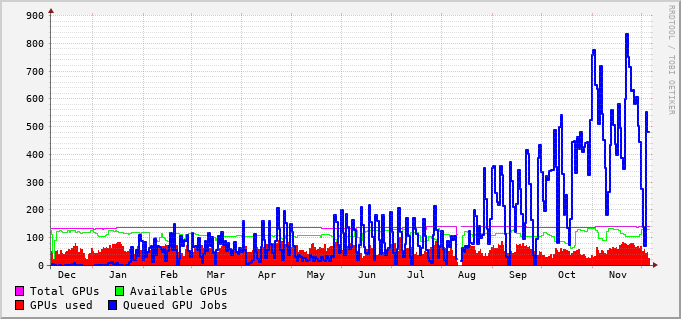 900
800
700
600
500
400
300
200
100
0
Dec Jan Feb Mar Apr May Jun Jul Aug Sep Oct Nov
Total GPUs Available GPUs
GPUs used Queued GPU Jobs
RRDTOOL / TOBI OETIKER